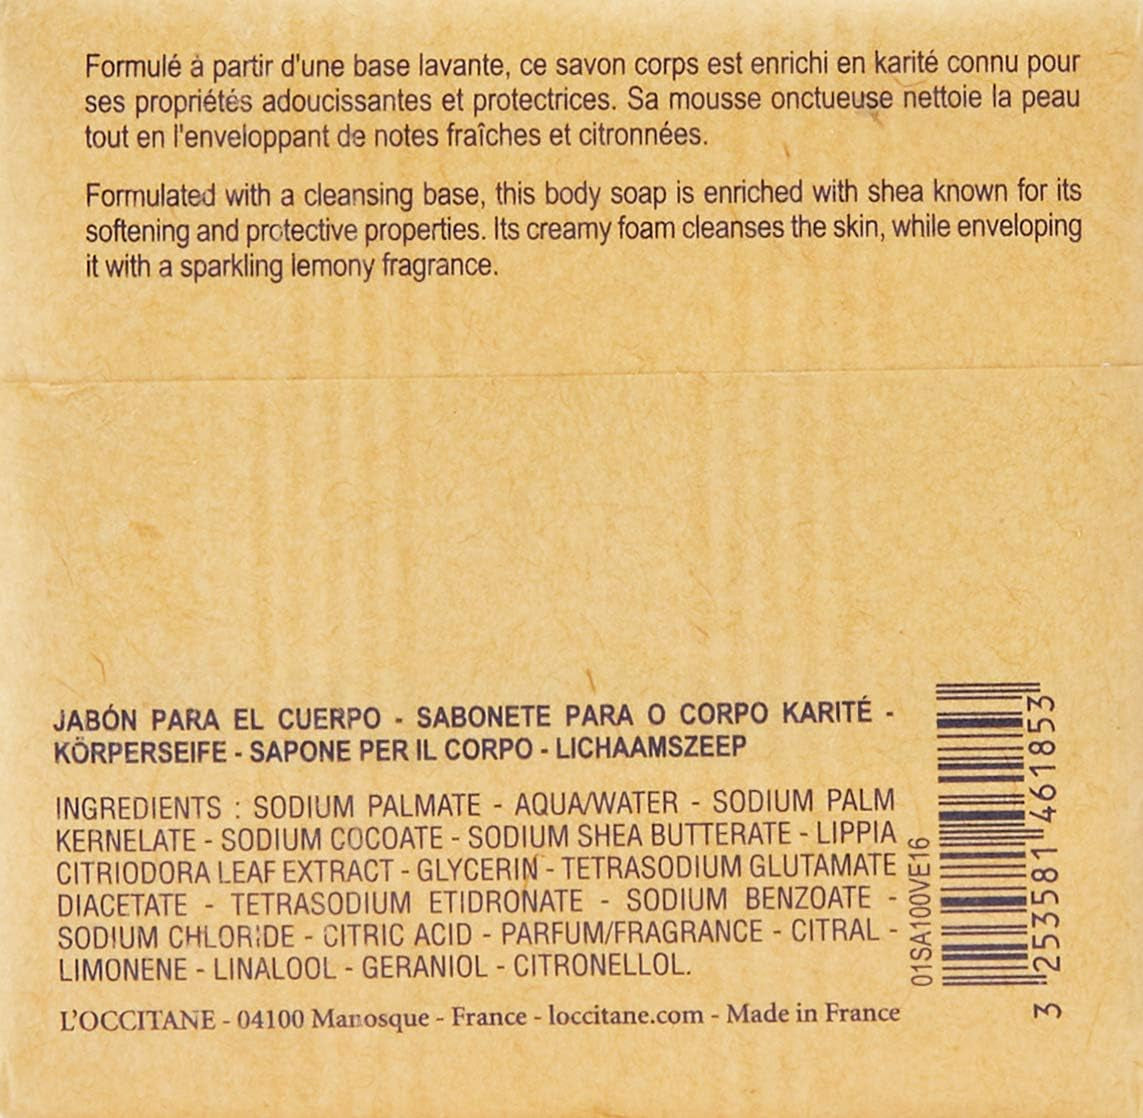 Formulé à partir d'une base lavante, ce savon corps est enrichi en karité connu pour
ses propriétés adoucissantes et protectrices. Sa mousse onctueuse nettoie la peau
tout en l'enveloppant de notes fraîches et citronnées.
Formulated with a cleansing base, this body soap is enriched with shea known for its
softening and protective properties. Its creamy foam cleanses the skin, while enveloping
it with a sparkling lemony fragrance.
JABÓN PARA EL CUERPO - SABONETE PARA O CORPO KARITÉ -
KÖRPERSEIFE - SAPONE PER IL CORPO - LICHAAMSZEEP
INGREDIENTS : SODIUM PALMATE - AQUA/WATER - SODIUM PALM
KERNELATE - SODIUM COCOATE - SODIUM SHEA BUTTERATE - LIPPIA
CITRIODORA LEAF EXTRACT - GLYCERIN - TETRASODIUM GLUTAMATE
DIACETATE - TETRASODIUM ETIDRONATE - SODIUM BENZOATE -
SODIUM CHLORIDE - CITRIC ACID - PARFUM/FRAGRANCE - CITRAL -
LIMONENE - LINALOOL - GERANIOL - CITRONELLOL.
L'OCCITANE - 04100 Manosque - France - loccitane.com - Made in France
01SA100VE16
3 253581 461853